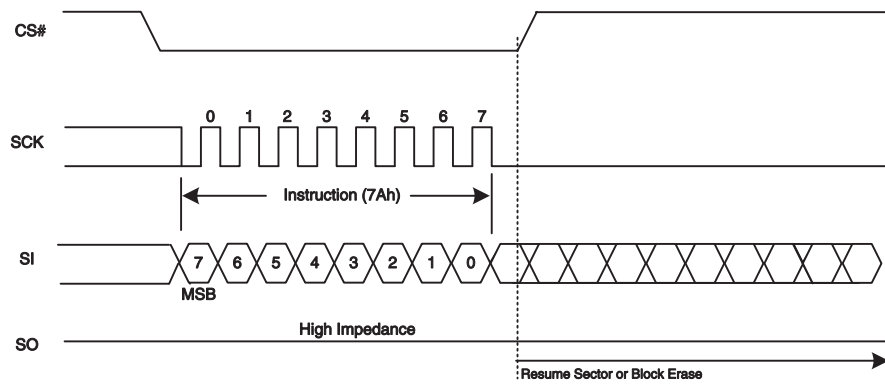 CS#
0 1 2 3 4 5 6 7
SCK
Instruction (7Ah)
SI
7 6 5 4 3 2 1 0
MSB
High Impedance
SO
Resume Sector or Block Erase